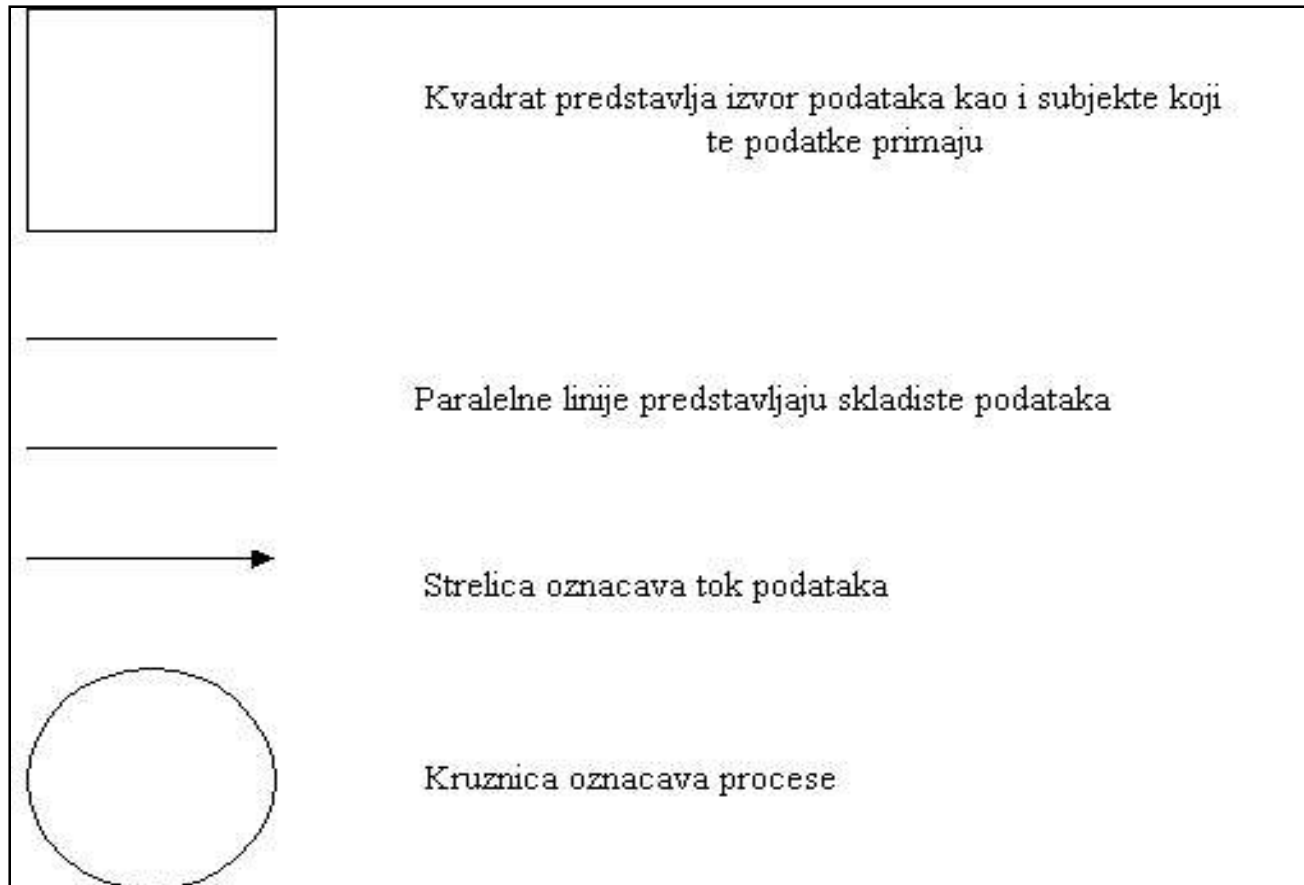 Kvadrat predstavlja izvor podataka kao i subjekte koji
te podatke primaju
Paralelne linije predstavljaju skladiste podataka
Strelica oznacava tok podataka
Kruznica oznacava procese